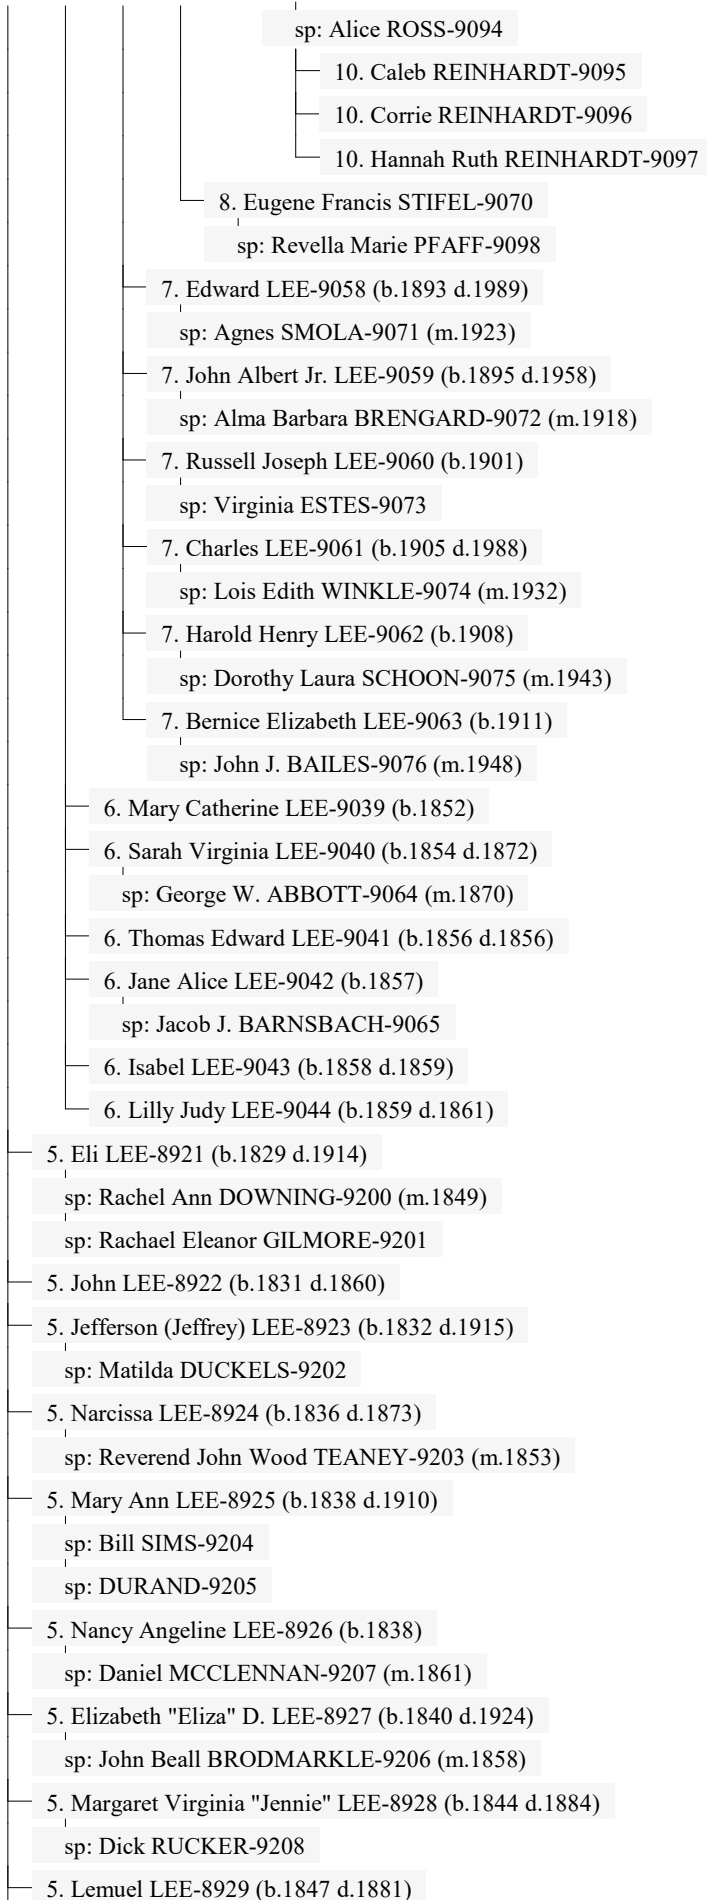 sp: Alice ROSS-9094
10. Caleb REINHARDT-9095
10. Corrie REINHARDT-9096
10. Hannah Ruth REINHARDT-9097
8. Eugene Francis STIFEL-9070
sp: Revella Marie PFAFF-9098
7. Edward LEE-9058 (b.1893 d.1989)
sp: Agnes SMOLA-9071 (m.1923)
7. John Albert Jr. LEE-9059 (b.1895 d.1958)
sp: Alma Barbara BRENGARD-9072 (m.1918)
7. Russell Joseph LEE-9060 (b.1901)
sp: Virginia ESTES-9073
7. Charles LEE-9061 (b.1905 d.1988)
sp: Lois Edith WINKLE-9074 (m.1932)
7. Harold Henry LEE-9062 (b.1908)
sp: Dorothy Laura SCHOON-9075 (m.1943)
7. Bernice Elizabeth LEE-9063 (b.1911)
sp: John J. BAILES-9076 (m.1948)
6. Mary Catherine LEE-9039 (b.1852)
6. Sarah Virginia LEE-9040 (b.1854 d.1872)
sp: George W. ABBOTT-9064 (m.1870)
6. Thomas Edward LEE-9041 (b.1856 d.1856)
6. Jane Alice LEE-9042 (b.1857)
sp: Jacob J. BARNSBACH-9065
6. Isabel LEE-9043 (b.1858 d.1859)
6. Lilly Judy LEE-9044 (b.1859 d.1861)
5. Eli LEE-8921 (b.1829 d.1914)
sp: Rachel Ann DOWNING-9200 (m.1849)
sp: Rachael Eleanor GILMORE-9201
5. John LEE-8922 (b.1831 d.1860)
5. Jefferson (Jeffrey) LEE-8923 (b.1832 d.1915)
sp: Matilda DUCKELS-9202
5. Narcissa LEE-8924 (b.1836 d.1873)
sp: Reverend John Wood TEANEY-9203 (m.1853)
5. Mary Ann LEE-8925 (b.1838 d.1910)
sp: Bill SIMS-9204
sp: DURAND-9205
5. Nancy Angeline LEE-8926 (b.1838)
sp: Daniel MCCLENNAN-9207 (m.1861)
5. Elizabeth "Eliza" D. LEE-8927 (b.1840 d.1924)
sp: John Beall BRODMARKLE-9206 (m.1858)
5. Margaret Virginia "Jennie" LEE-8928 (b.1844 d.1884)
sp: Dick RUCKER-9208
5. Lemuel LEE-8929 (b.1847 d.1881)